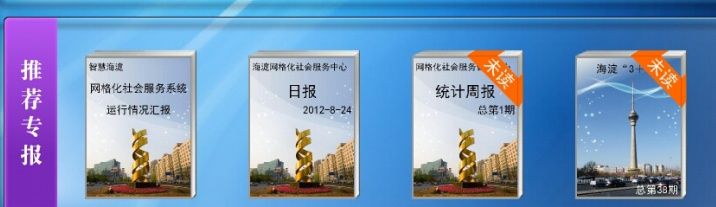 推荐专报
智慧海淀
网格化社会服务系统
运行情况汇报
海淀网格化社会服务中心
日报
2012-8-24
网格化社会服务
未读
统计周报
总第1期
海淀“3+
未读
总第38期